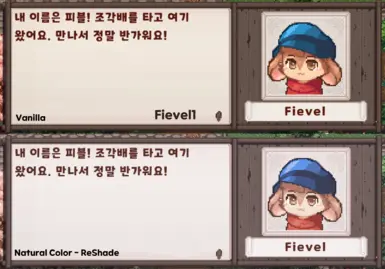 내 이름은 피블! 조각배를 타고 여기
왔어요. 만나서 정말 반가워요!
Vanilla
Fievel1
Fievel
내 이름은 피블! 조각배를 타고 여기
왔어요. 만나서 정말 반가워요!
Natural Color - ReShade
Fievel